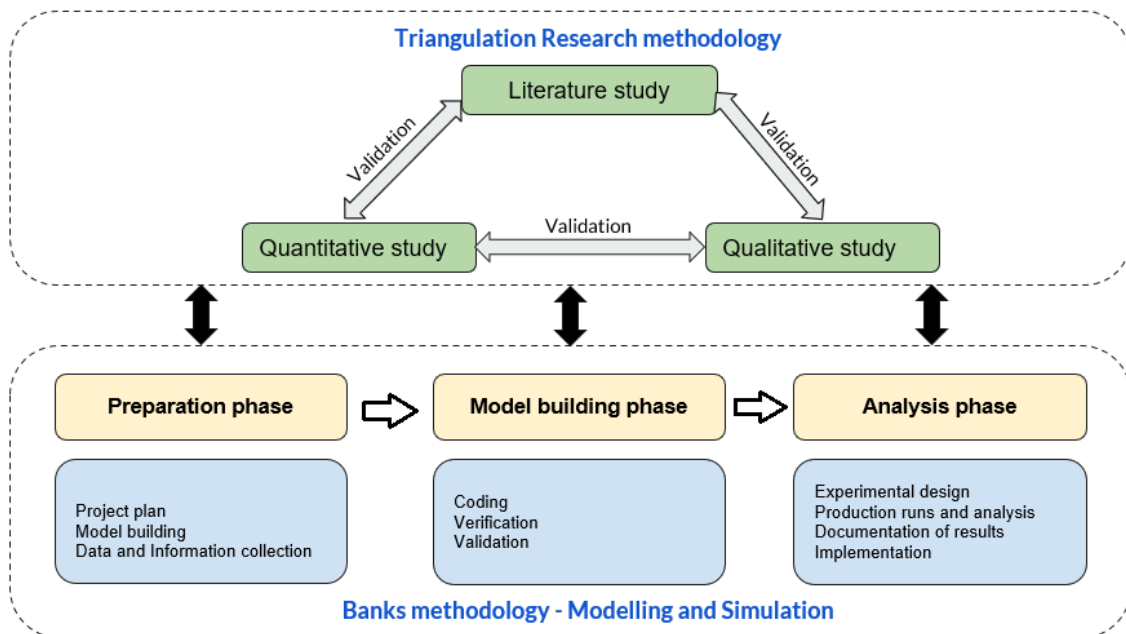 Triangulation Research methodology
Literature study
Validation
Validation
Validation
Quantitative study
Qualitative study
Preparation phase
Model building phase
Analysis phase
Project plan
Model building
Data and Information collection
Coding
Verification
Validation
Experimental design
Production runs and analysis
Documentation of results
Implementation
Banks methodology - Modelling and Simulation